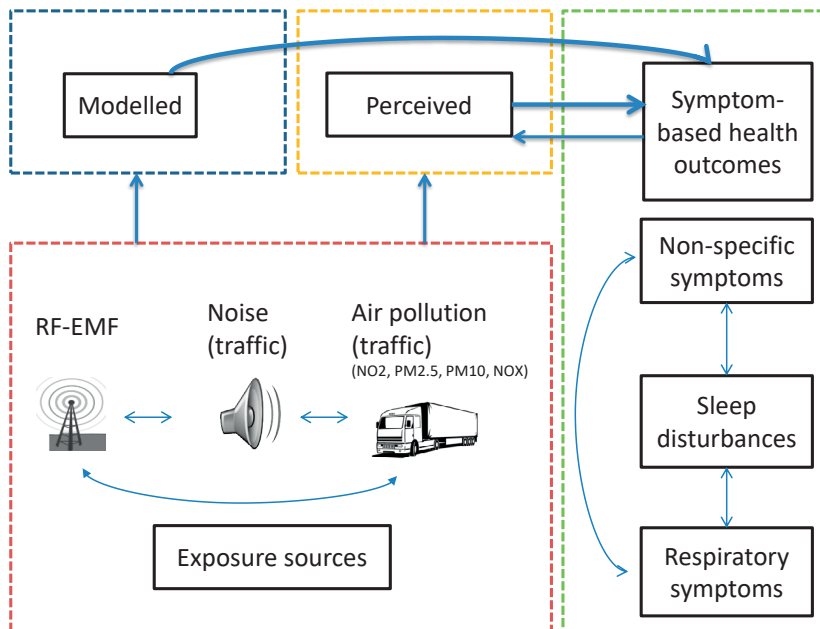 Modelled
Perceived
Symptom-
based health
outcomes
Non-specific
symptoms
RF-EMF
Noise
(traffic)
Air pollution
(traffic)
(NO2, PM2.5, PM10, NOX)
Sleep
disturbances
Exposure sources
Respiratory
symptoms